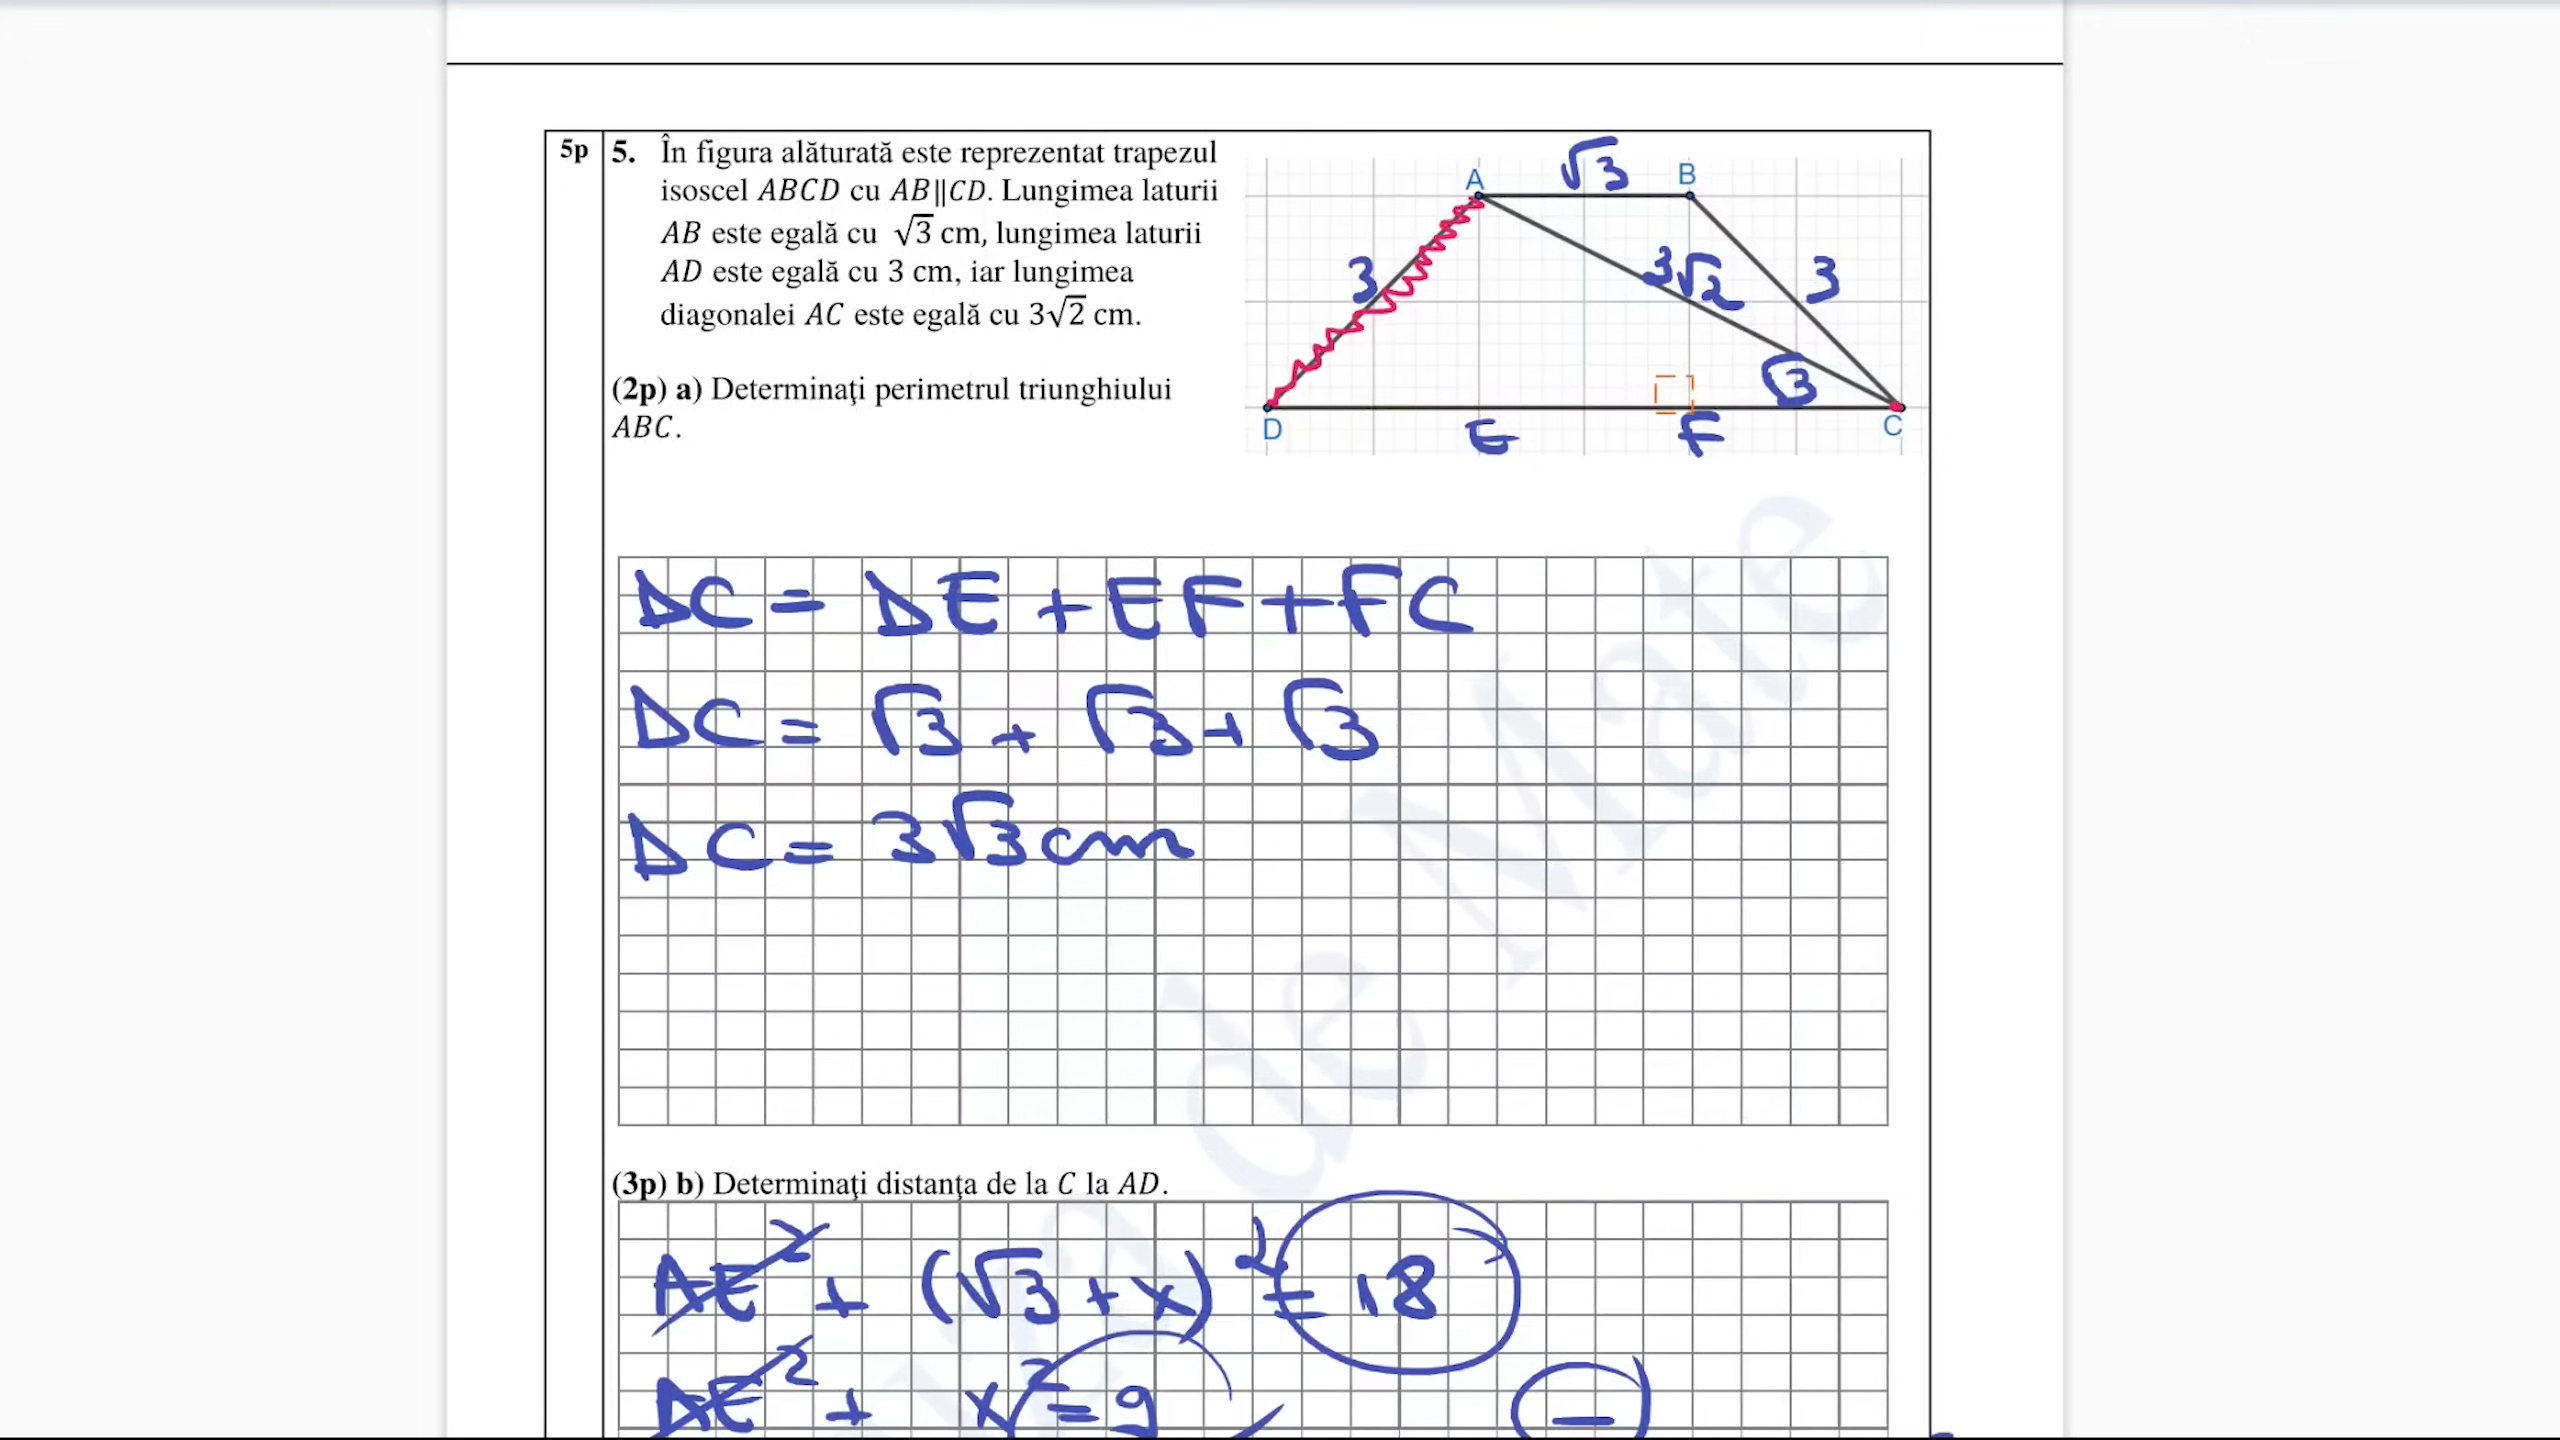 5p
5. În figura alăturată este reprezentat trapezul
isoscel ABCD cu AB∥CD. Lungimea laturii
AB este egală cu √3 cm, lungimea laturii
AD este egală cu 3 cm, iar lungimea
diagonalei AC este egală cu 3√2 cm.
(2p) a) Determinaţi perimetrul triunghiului
ABC.
√3
A B
3 3√2 3
√3
D E F C
DC = DE + EF + FC
DC = √3 + √3 + √3
DC = 3√3 cm
(3p) b) Determinaţi distanţa de la C la AD.
AE² + (√3 + x)² = 18
AE² + x² = 9
−
de Mate